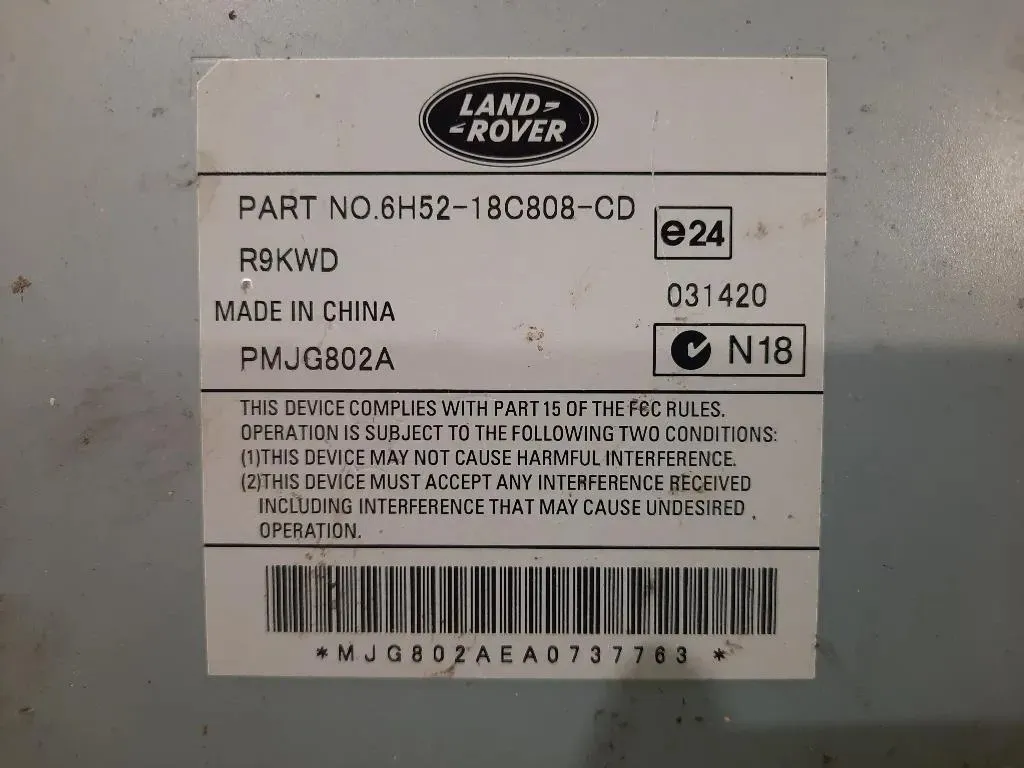 LAND-
-ROVER
PART NO.6H52-18C808-CD
e24
R9KWD
031420
MADE IN CHINA
N18
PMJG802A
THIS DEVICE COMPLIES WITH PART 15 OF THE FCC RULES.
OPERATION IS SUBJECT TO THE FOLLOWING TWO CONDITIONS:
(1)THIS DEVICE MAY NOT CAUSE HARMFUL INTERFERENCE.
(2)THIS DEVICE MUST ACCEPT ANY INTERFERENCE RECEIVED
INCLUDING INTERFERENCE THAT MAY CAUSE UNDESIRED
OPERATION.
*MJG802AEA0737763 *